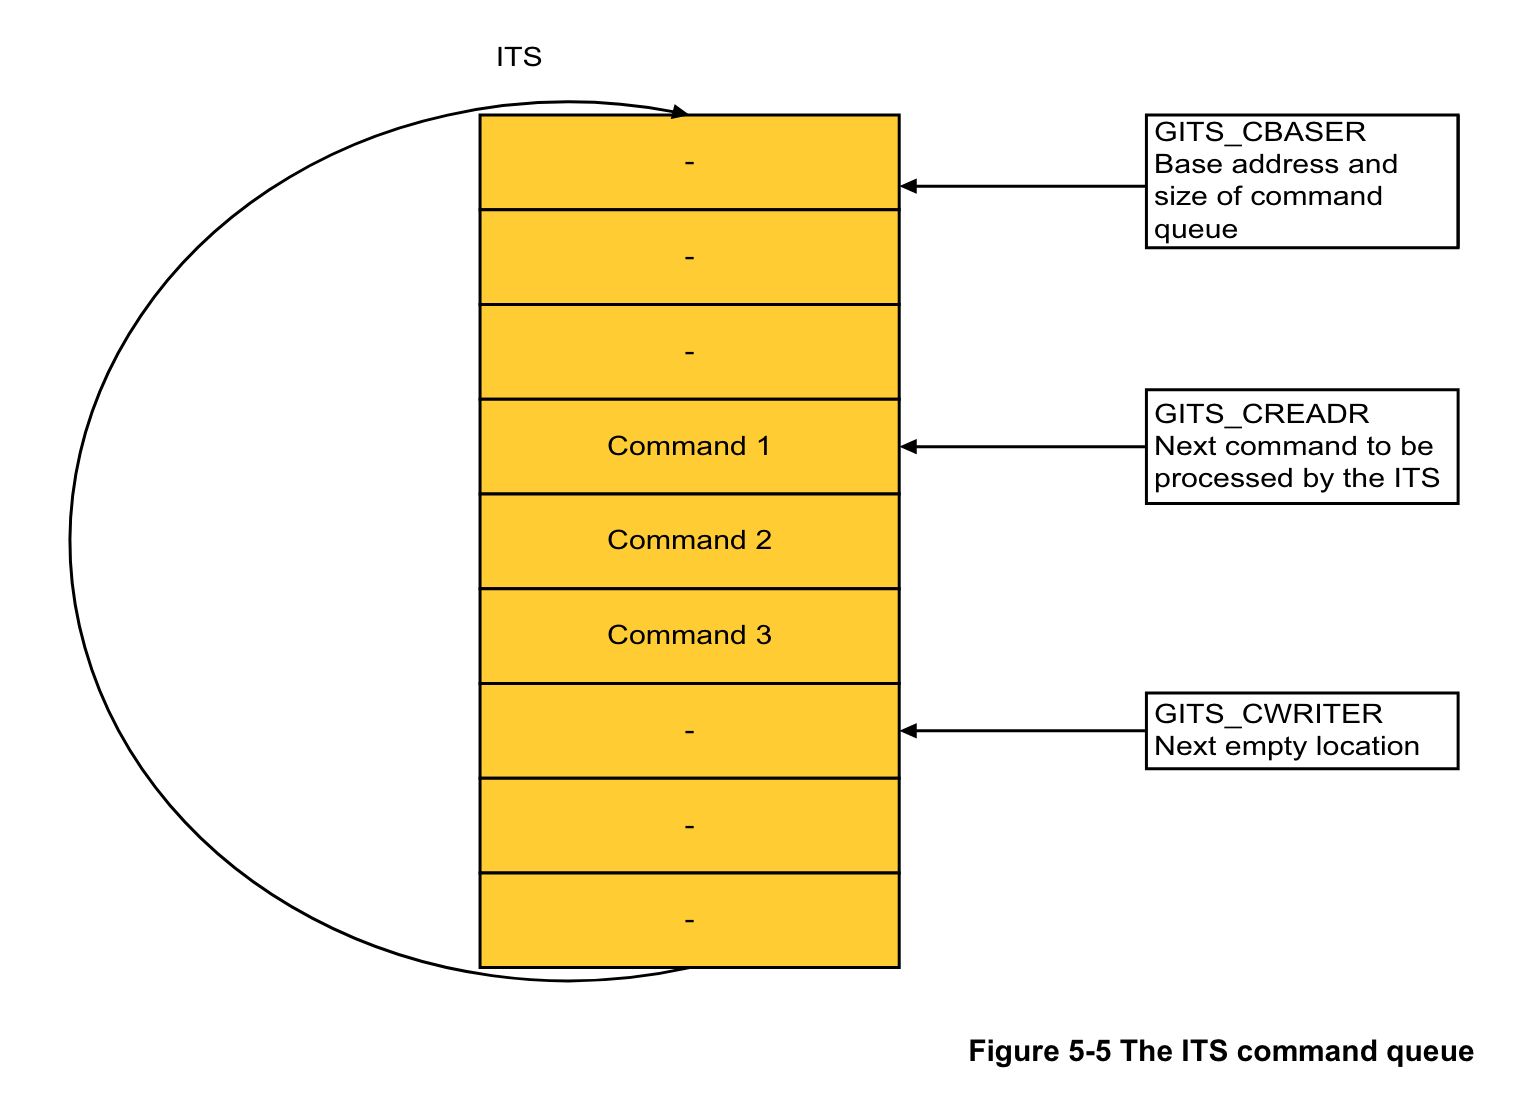 ITS
-
GITS_CBASER
Base address and
size of command
queue
-
-
Command 1
GITS_CREADR
Next command to be
processed by the ITS
Command 2
Command 3
-
GITS_CWRITER
Next empty location
-
-
Figure 5-5 The ITS command queue